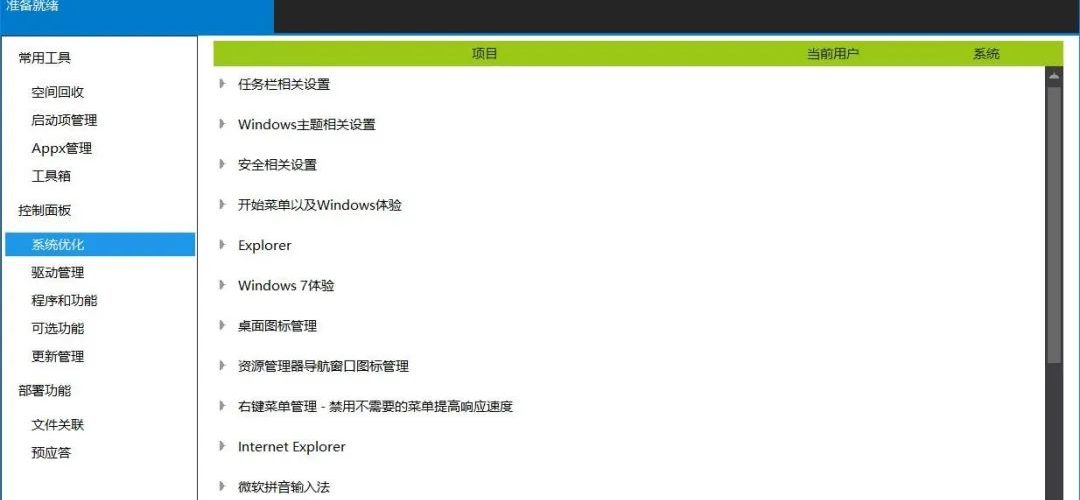 准备就绪
常用工具
空间回收
启动项管理
Appx管理
工具箱
控制面板
系统优化
驱动管理
程序和功能
可选功能
更新管理
部署功能
文件关联
预应答
项目 当前用户 系统
任务栏相关设置
Windows主题相关设置
安全相关设置
开始菜单以及Windows体验
Explorer
Windows 7体验
桌面图标管理
资源管理器导航窗口图标管理
右键菜单管理 - 禁用不需要的菜单提高响应速度
Internet Explorer
微软拼音输入法